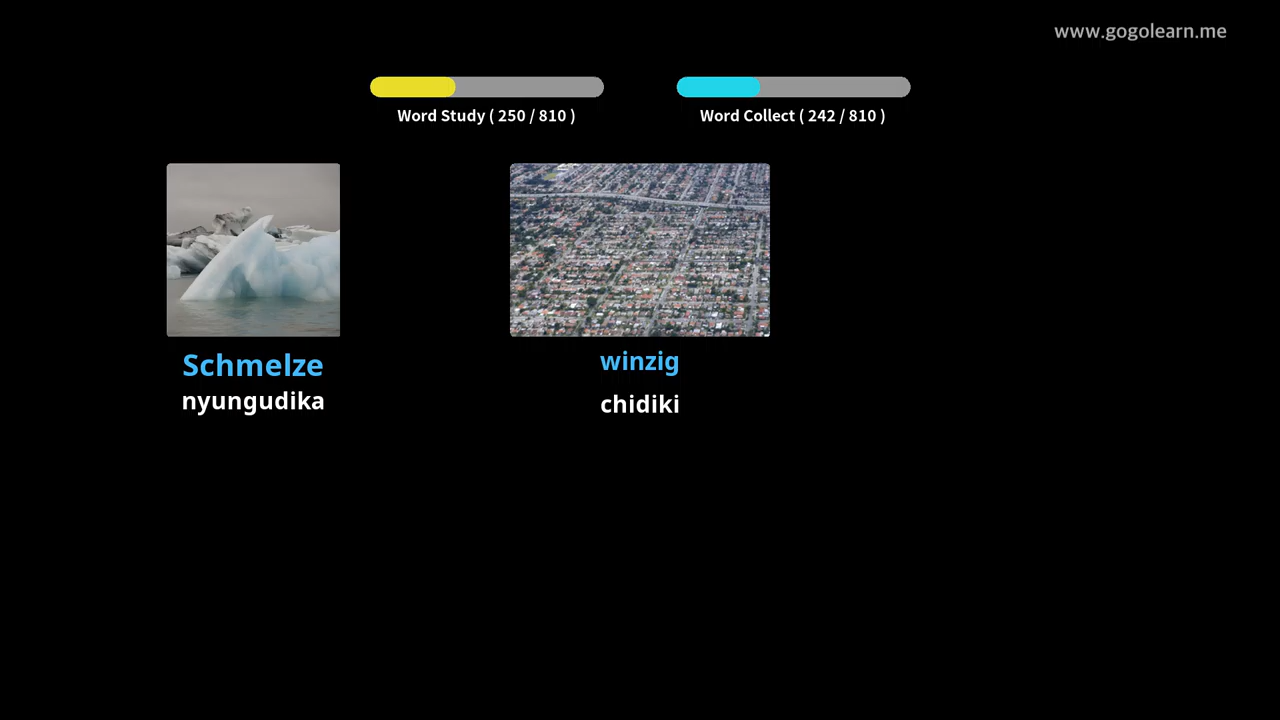 www.gogolearn.me
Word Study ( 250 / 810 )
Word Collect ( 242 / 810 )
Schmelze
nyungudika
winzig
chidiki